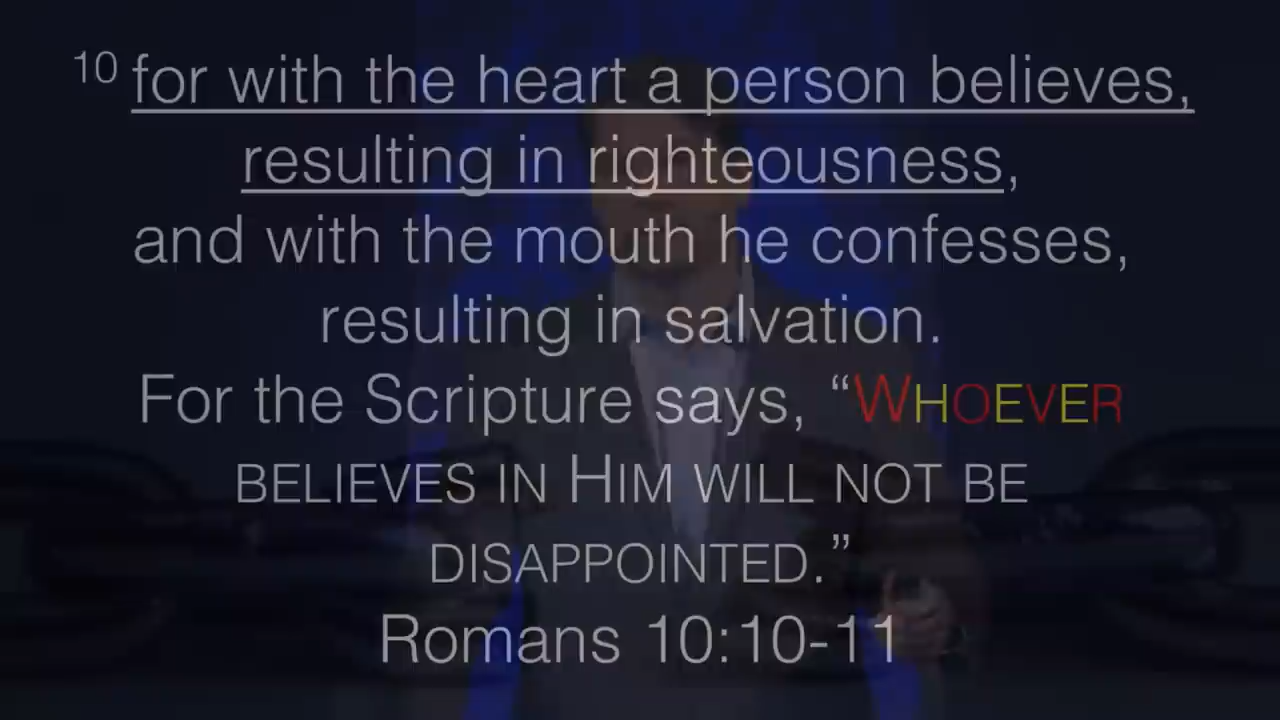 10 for with the heart a person believes,
resulting in righteousness,
and with the mouth he confesses,
resulting in salvation.
For the Scripture says, “WHOEVER
BELIEVES IN HIM WILL NOT BE
DISAPPOINTED.”
Romans 10:10-11